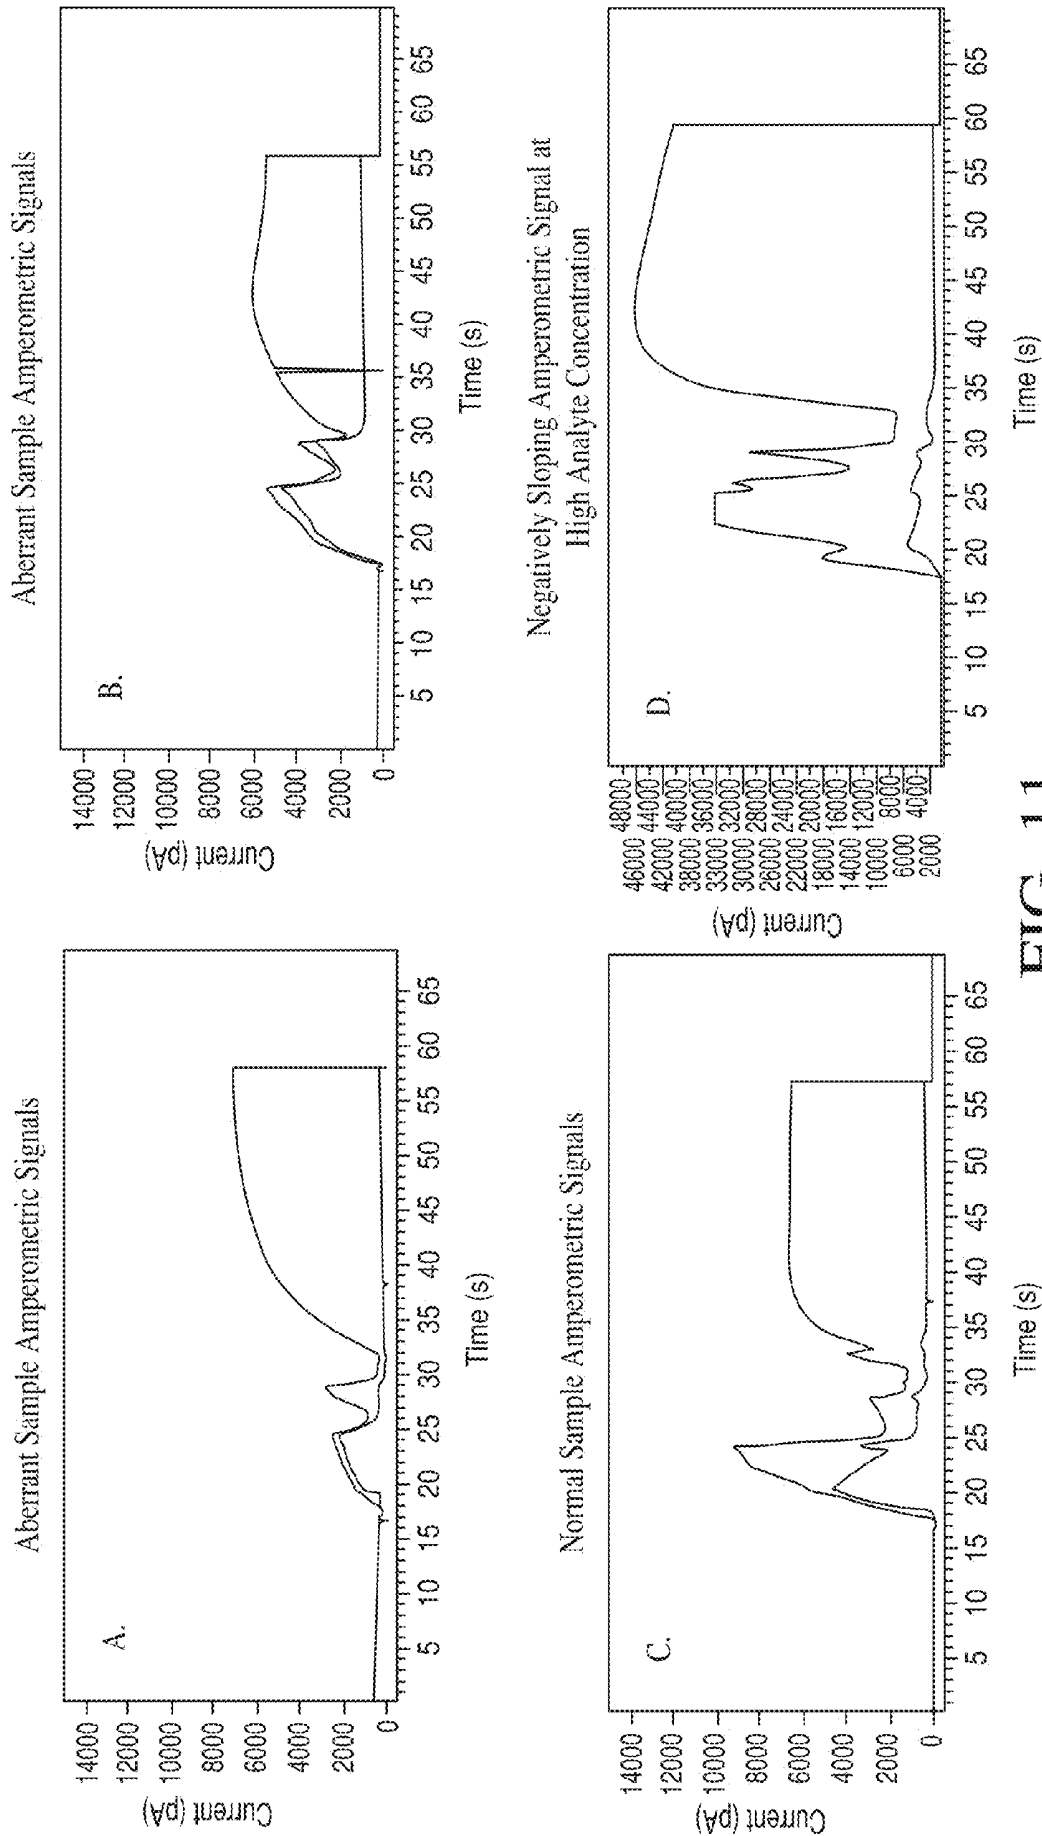 Aberrant Sample Amperometric Signals
A.
Current (pA)
14000
12000
10000
8000
6000
4000
2000
0
5 10 15 20 25 30 35 40 45 50 55 60 65
Time (s)
Aberrant Sample Amperometric Signals
B.
Current (pA)
14000
12000
10000
8000
6000
4000
2000
0
5 10 15 20 25 30 35 40 45 50 55 60 65
Time (s)
Normal Sample Amperometric Signals
C.
Current (pA)
14000
12000
10000
8000
6000
4000
2000
0
5 10 15 20 25 30 35 40 45 50 55 60 65
Time (s)
Negatively Sloping Amperometric Signal at
High Analyte Concentration
D.
Current (pA)
48000
46000
44000
42000
40000
38000
36000
33000
32000
30000
28000
26000
24000
22000
20000
18000
16000
14000
12000
10000
8000
6000
4000
2000
5 10 15 20 25 30 35 40 45 50 55 60 65
Time (s)
FIG. 11